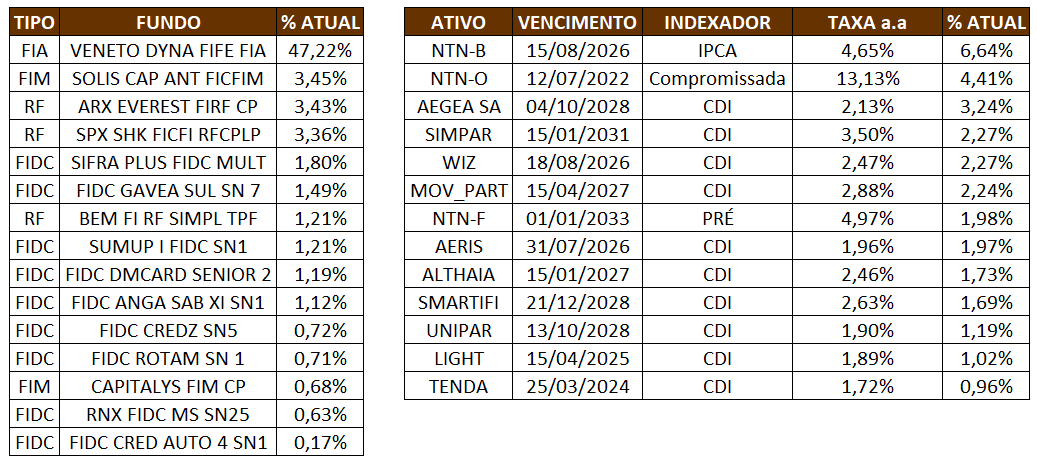 TIPO FUNDO % ATUAL
FIA VENETO DYNA FIFE FIA 47,22%
FIM SOLIS CAP ANT FICFIM 3,45%
RF ARX EVEREST FIRF CP 3,43%
RF SPX SHK FICFI RFCPLP 3,36%
FIDC SIFRA PLUS FIDC MULT 1,80%
FIDC FIDC GAVEA SUL SN 7 1,49%
RF BEM FI RF SIMPL TPF 1,21%
FIDC SUMUP I FIDC SN1 1,21%
FIDC FIDC DMCARD SENIOR 2 1,19%
FIDC FIDC ANGA SAB XI SN1 1,12%
FIDC FIDC CREDZ SN5 0,72%
FIDC FIDC ROTAM SN 1 0,71%
FIM CAPITALYS FIM CP 0,68%
FIDC RNX FIDC MS SN25 0,63%
FIDC FIDC CRED AUTO 4 SN1 0,17%
ATIVO VENCIMENTO INDEXADOR TAXA a.a % ATUAL
NTN-B 15/08/2026 IPCA 4,65% 6,64%
NTN-O 12/07/2022 Compromissada 13,13% 4,41%
AEGEA SA 04/10/2028 CDI 2,13% 3,24%
SIMPAR 15/01/2031 CDI 3,50% 2,27%
WIZ 18/08/2026 CDI 2,47% 2,27%
MOV_PART 15/04/2027 CDI 2,88% 2,24%
NTN-F 01/01/2033 PRÉ 4,97% 1,98%
AERIS 31/07/2026 CDI 1,96% 1,97%
ALTHAIA 15/01/2027 CDI 2,46% 1,73%
SMARTIFI 21/12/2028 CDI 2,63% 1,69%
UNIPAR 13/10/2028 CDI 1,90% 1,19%
LIGHT 15/04/2025 CDI 1,89% 1,02%
TENDA 25/03/2024 CDI 1,72% 0,96%